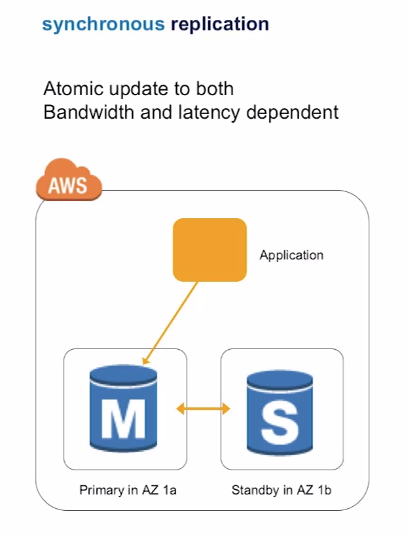 synchronous replication
Atomic update to both
Bandwidth and latency dependent
AWS
Application
M
S
Primary in AZ 1a
Standby in AZ 1b